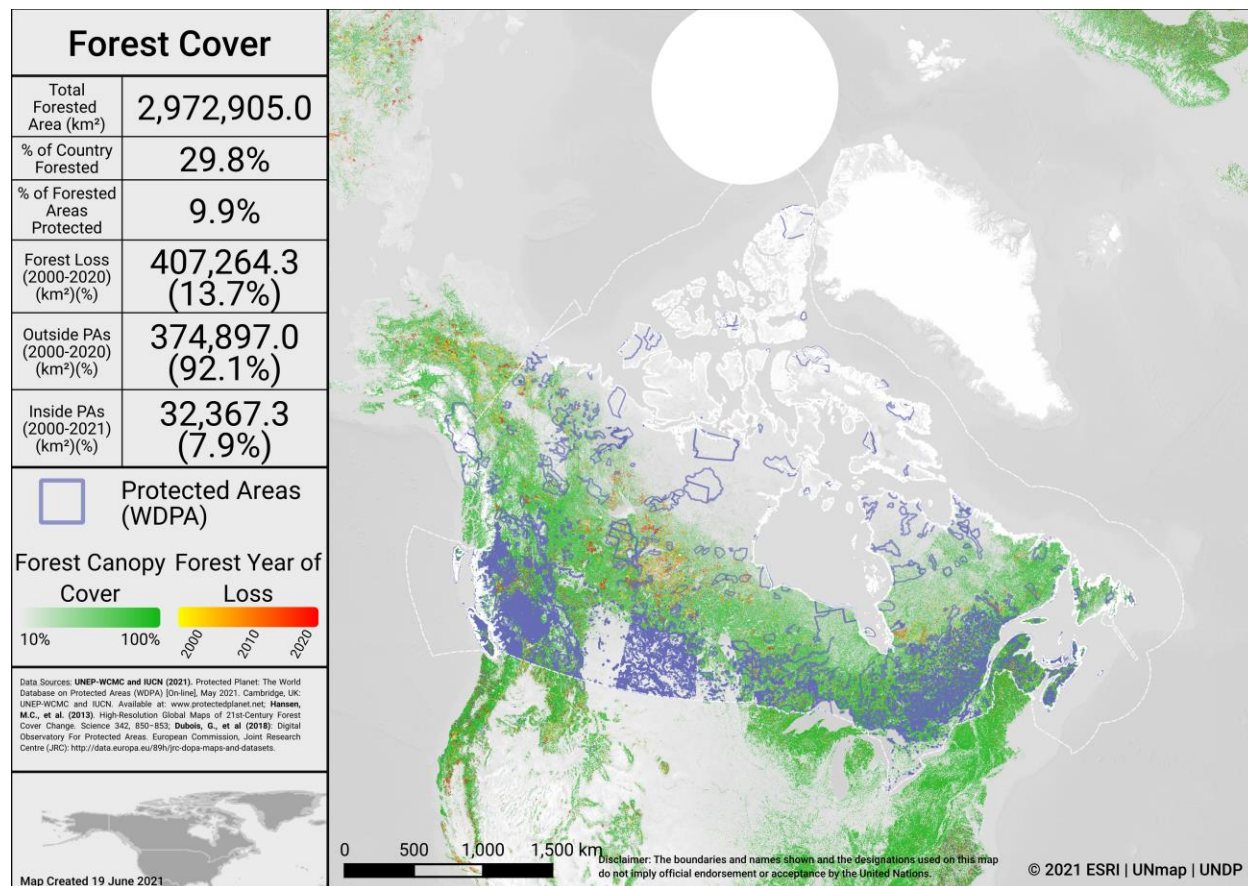 Forest Cover
Total
Forested
Area (km²)
2,972,905.0
% of Country
Forested
29.8%
% of Forested
Areas
Protected
9.9%
Forest Loss
(2000-2020)
(km²)(%)
407,264.3
(13.7%)
Outside PAs
(2000-2020)
(km²)(%)
374,897.0
(92.1%)
Inside PAs
(2000-2021)
(km²)(%)
32,367.3
(7.9%)
Protected Areas
(WDPA)
Forest Canopy
Cover
10% 100%
Forest Year of
Loss
2000 2010 2020
Data Sources: UNEP-WCMC and IUCN (2021). Protected Planet: The World
Database on Protected Areas (WDPA) [On-line], May 2021. Cambridge, UK:
UNEP-WCMC and IUCN. Available at: www.protectedplanet.net; Hansen,
M.C., et al. (2013). High-Resolution Global Maps of 21st-Century Forest
Cover Change. Science 342, 850–853; Dubois, G., et al (2018): Digital
Observatory For Protected Areas. European Commission, Joint Research
Centre (JRC): http://data.europa.eu/89h/jrc-dopa-maps-and-datasets.
Map Created 19 June 2021
0 500 1,000 1,500 km
Disclaimer: The boundaries and names shown and the designations used on this map
do not imply official endorsement or acceptance by the United Nations.
© 2021 ESRI | UNmap | UNDP